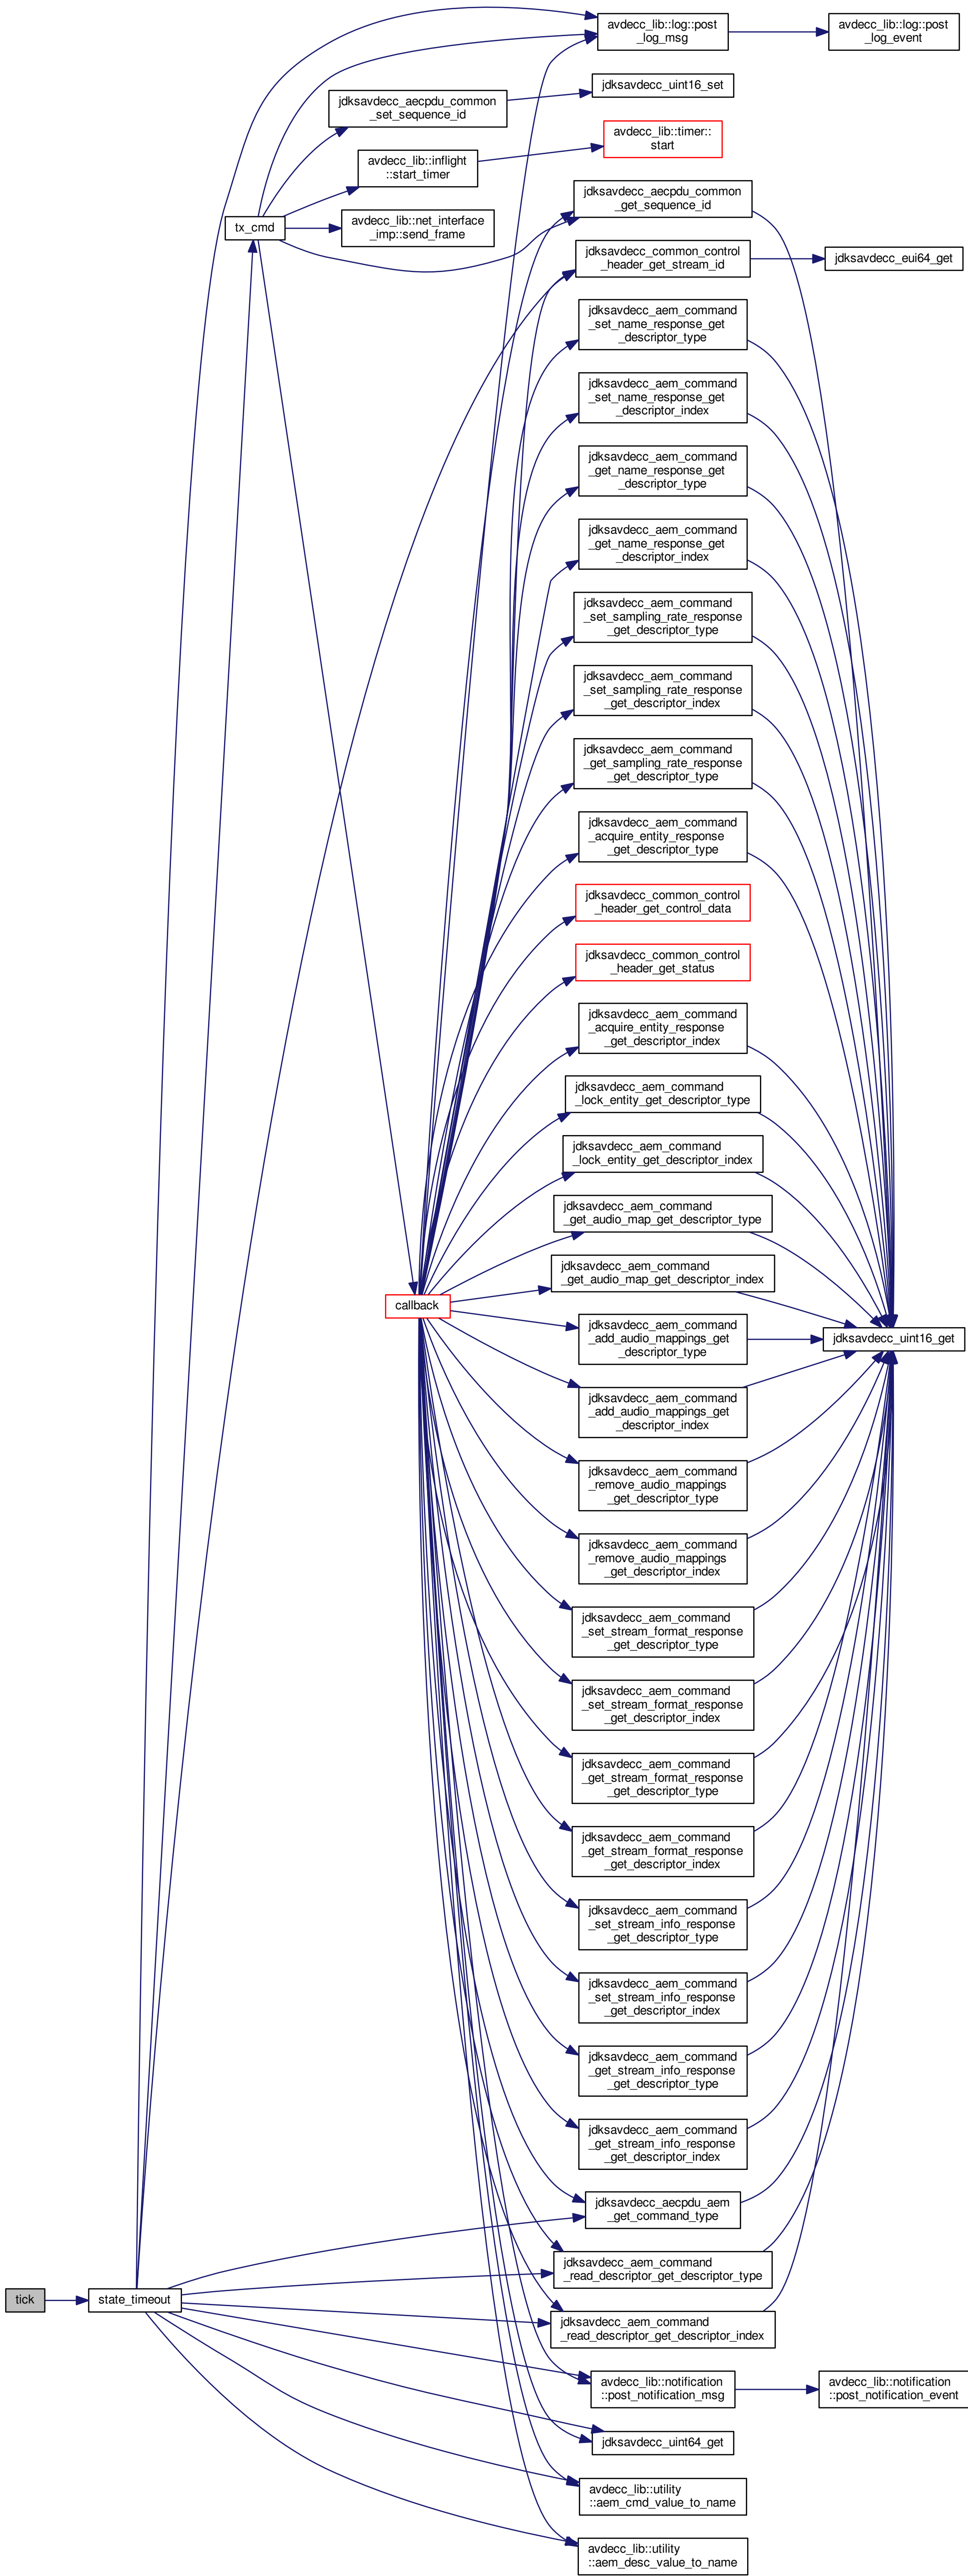 avdecc_lib::log::post
_log_msg
avdecc_lib::log::post
_log_event
jdksavdecc_uint16_set
jdksavdecc_aecpdu_common
_set_sequence_id
avdecc_lib::timer::
start
avdecc_lib::inflight
::start_timer
jdksavdecc_aecpdu_common
_get_sequence_id
tx_cmd
avdecc_lib::net_interface
_imp::send_frame
jdksavdecc_common_control
_header_get_stream_id
jdksavdecc_eui64_get
jdksavdecc_aem_command
_set_name_response_get
_descriptor_type
jdksavdecc_aem_command
_set_name_response_get
_descriptor_index
jdksavdecc_aem_command
_get_name_response_get
_descriptor_type
jdksavdecc_aem_command
_get_name_response_get
_descriptor_index
jdksavdecc_aem_command
_set_sampling_rate_response
_get_descriptor_type
jdksavdecc_aem_command
_set_sampling_rate_response
_get_descriptor_index
jdksavdecc_aem_command
_get_sampling_rate_response
_get_descriptor_type
jdksavdecc_aem_command
_acquire_entity_response
_get_descriptor_type
jdksavdecc_common_control
_header_get_control_data
jdksavdecc_common_control
_header_get_status
jdksavdecc_aem_command
_acquire_entity_response
_get_descriptor_index
jdksavdecc_aem_command
_lock_entity_get_descriptor_type
jdksavdecc_aem_command
_lock_entity_get_descriptor_index
jdksavdecc_aem_command
_get_audio_map_get_descriptor_type
jdksavdecc_aem_command
_get_audio_map_get_descriptor_index
callback
jdksavdecc_aem_command
_add_audio_mappings_get
_descriptor_type
jdksavdecc_uint16_get
jdksavdecc_aem_command
_add_audio_mappings_get
_descriptor_index
jdksavdecc_aem_command
_remove_audio_mappings
_get_descriptor_type
jdksavdecc_aem_command
_remove_audio_mappings
_get_descriptor_index
jdksavdecc_aem_command
_set_stream_format_response
_get_descriptor_type
jdksavdecc_aem_command
_set_stream_format_response
_get_descriptor_index
jdksavdecc_aem_command
_get_stream_format_response
_get_descriptor_type
jdksavdecc_aem_command
_get_stream_format_response
_get_descriptor_index
jdksavdecc_aem_command
_set_stream_info_response
_get_descriptor_type
jdksavdecc_aem_command
_set_stream_info_response
_get_descriptor_index
jdksavdecc_aem_command
_get_stream_info_response
_get_descriptor_type
jdksavdecc_aem_command
_get_stream_info_response
_get_descriptor_index
jdksavdecc_aecpdu_aem
_get_command_type
jdksavdecc_aem_command
_read_descriptor_get_descriptor_type
tick
state_timeout
jdksavdecc_aem_command
_read_descriptor_get_descriptor_index
avdecc_lib::notification
::post_notification_msg
avdecc_lib::notification
::post_notification_event
jdksavdecc_uint64_get
avdecc_lib::utility
::aem_cmd_value_to_name
avdecc_lib::utility
::aem_desc_value_to_name